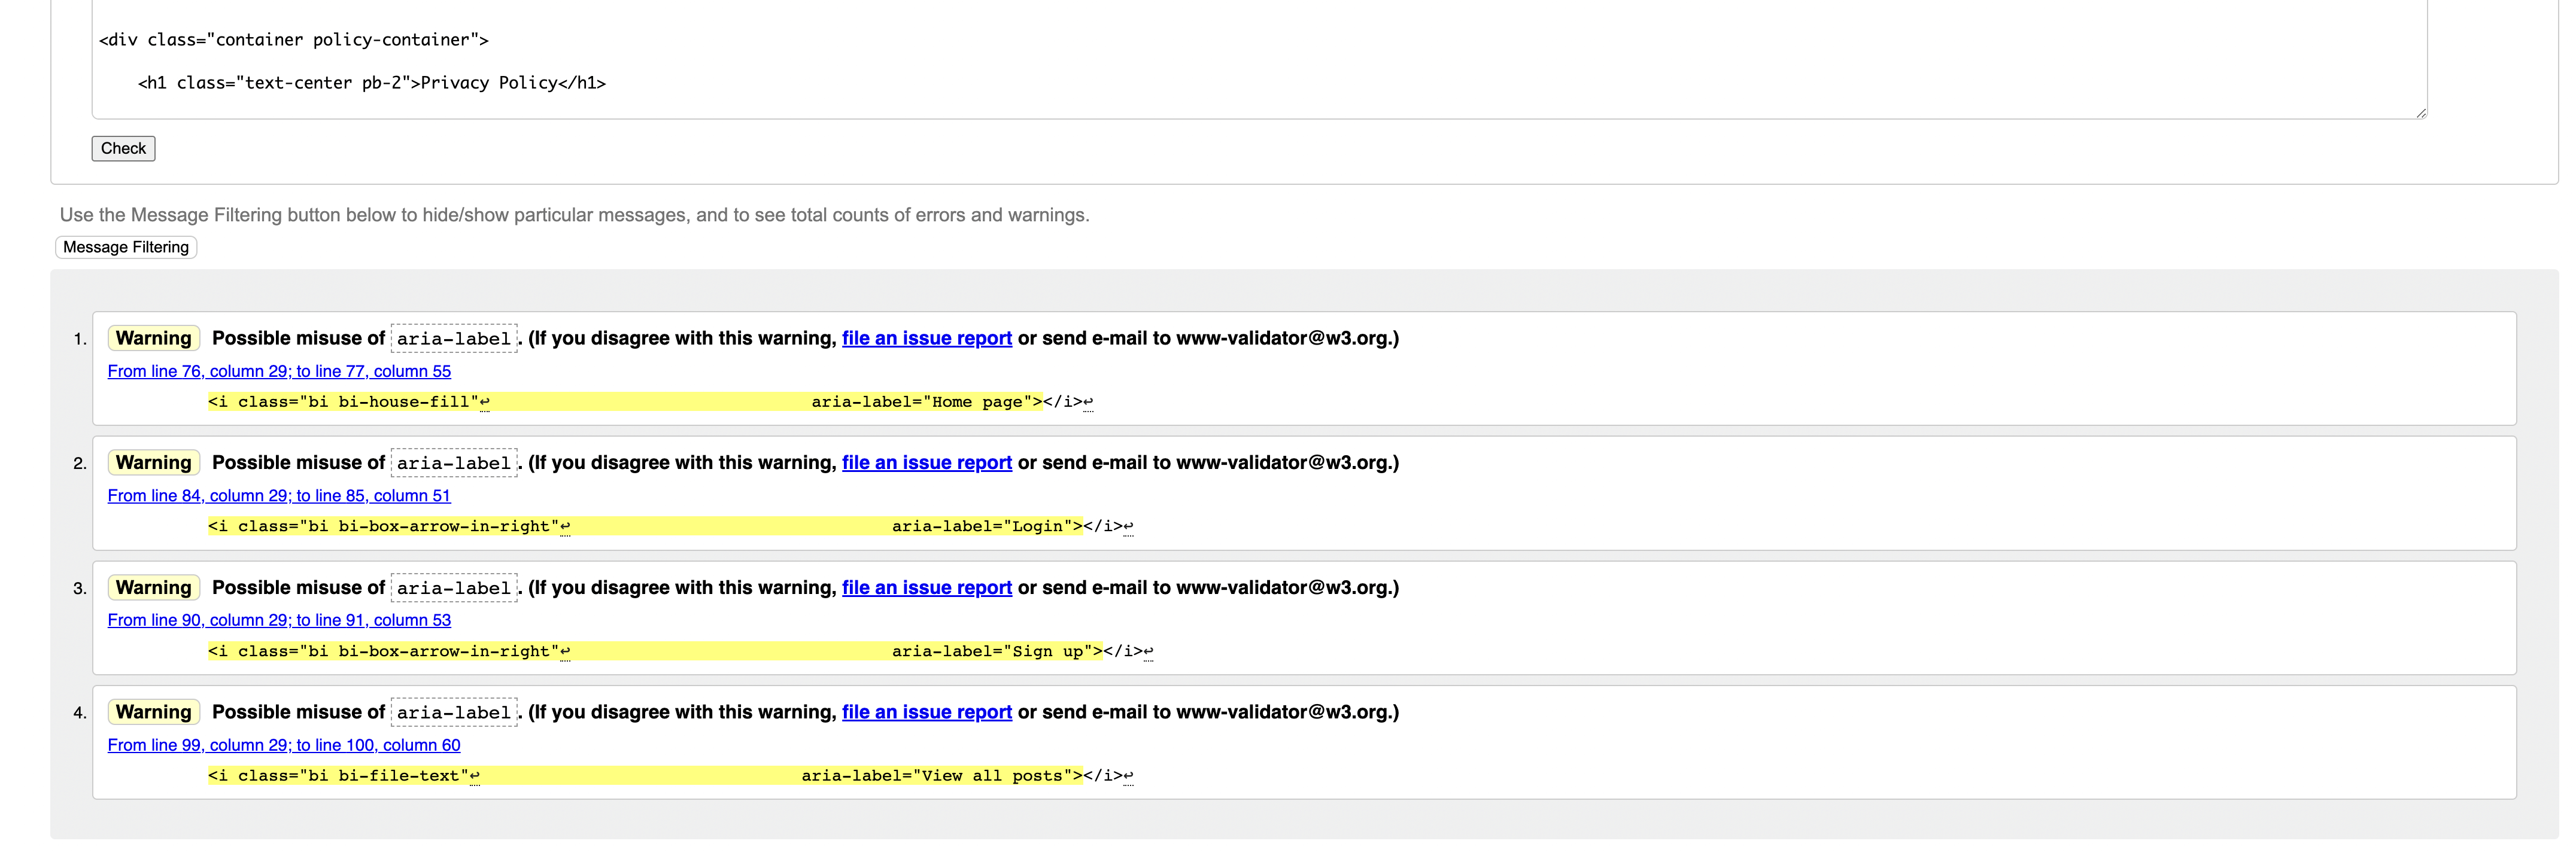 <div class="container policy-container">
<h1 class="text-center pb-2">Privacy Policy</h1>
Check
Use the Message Filtering button below to hide/show particular messages, and to see total counts of errors and warnings.
Message Filtering
1. Warning Possible misuse of aria-label. (If you disagree with this warning, file an issue report or send e-mail to www-validator@w3.org.)
From line 76, column 29; to line 77, column 55
<i class="bi bi-house-fill"↩ aria-label="Home page"></i>↩
2. Warning Possible misuse of aria-label. (If you disagree with this warning, file an issue report or send e-mail to www-validator@w3.org.)
From line 84, column 29; to line 85, column 51
<i class="bi bi-box-arrow-in-right"↩ aria-label="Login"></i>↩
3. Warning Possible misuse of aria-label. (If you disagree with this warning, file an issue report or send e-mail to www-validator@w3.org.)
From line 90, column 29; to line 91, column 53
<i class="bi bi-box-arrow-in-right"↩ aria-label="Sign up"></i>↩
4. Warning Possible misuse of aria-label. (If you disagree with this warning, file an issue report or send e-mail to www-validator@w3.org.)
From line 99, column 29; to line 100, column 60
<i class="bi bi-file-text"↩ aria-label="View all posts"></i>↩